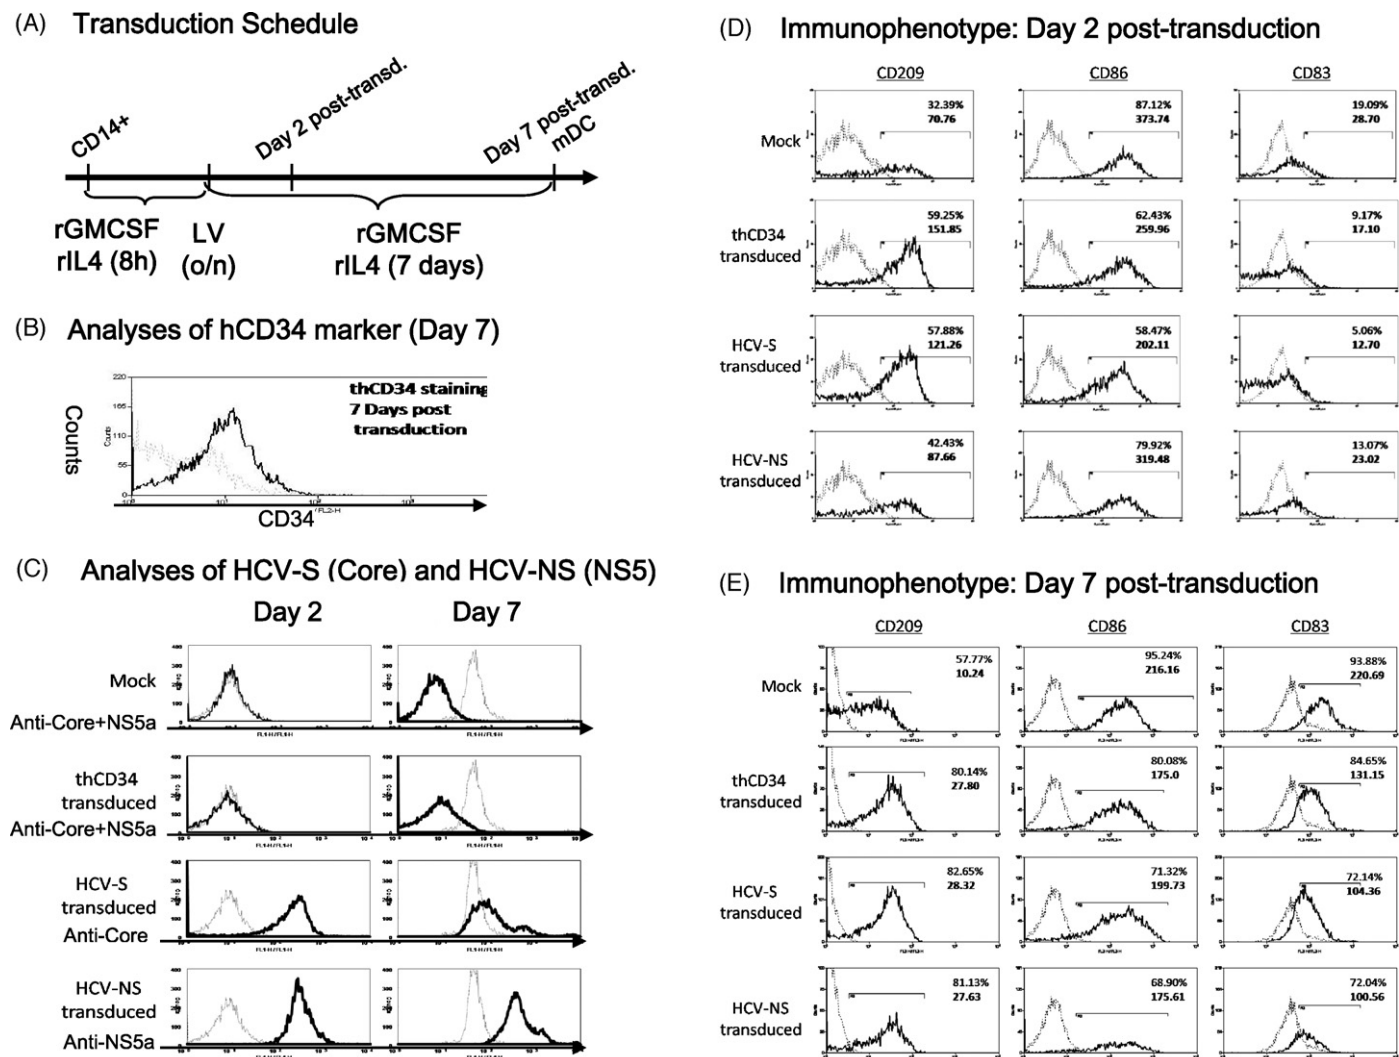 (A) Transduction Schedule
CD14+
Day 2 post-transd.
Day 7 post-transd.
mDC
rGMCSF
rIL4 (8h)
LV
(o/n)
rGMCSF
rIL4 (7 days)
(B) Analyses of hCD34 marker (Day 7)
thCD34 staining
7 Days post
transduction
Counts
Counts
220
165
110
55
0
FL2-H
CD34
(C) Analyses of HCV-S (Core) and HCV-NS (NS5)
Day 2 Day 7
Mock
Anti-Core+NS5a
thCD34
transduced
Anti-Core+NS5a
HCV-S
transduced
Anti-Core
HCV-NS
transduced
Anti-NS5a
(D) Immunophenotype: Day 2 post-transduction
CD209 CD86 CD83
Mock
32.39% 87.12% 19.09%
70.76 373.74 28.70
thCD34
transduced
59.25% 62.43% 9.17%
151.85 259.96 17.10
HCV-S
transduced
57.88% 58.47% 5.06%
121.26 202.11 12.70
HCV-NS
transduced
42.43% 79.92% 13.07%
87.66 319.48 23.02
(E) Immunophenotype: Day 7 post-transduction
CD209 CD86 CD83
Mock
57.77% 95.24% 93.88%
10.24 216.16 220.69
thCD34
transduced
80.14% 80.08% 84.65%
27.80 175.0 131.15
HCV-S
transduced
82.65% 71.32% 72.14%
28.32 199.73 104.36
HCV-NS
transduced
81.13% 68.90% 72.04%
27.63 175.61 100.56